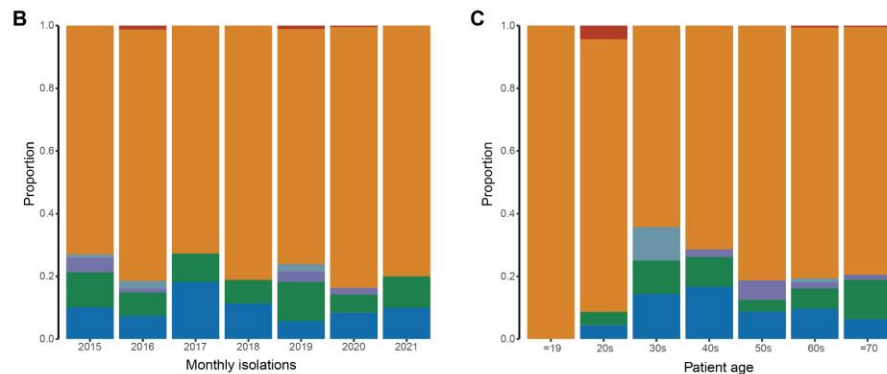 B
1.0
0.8
0.6
0.4
0.2
0.0
Proportion
2015 2016 2017 2018 2019 2020 2021
Monthly isolations
C
1.0
0.8
0.6
0.4
0.2
0.0
Proportion
=19 20s 30s 40s 50s 60s =70
Patient age